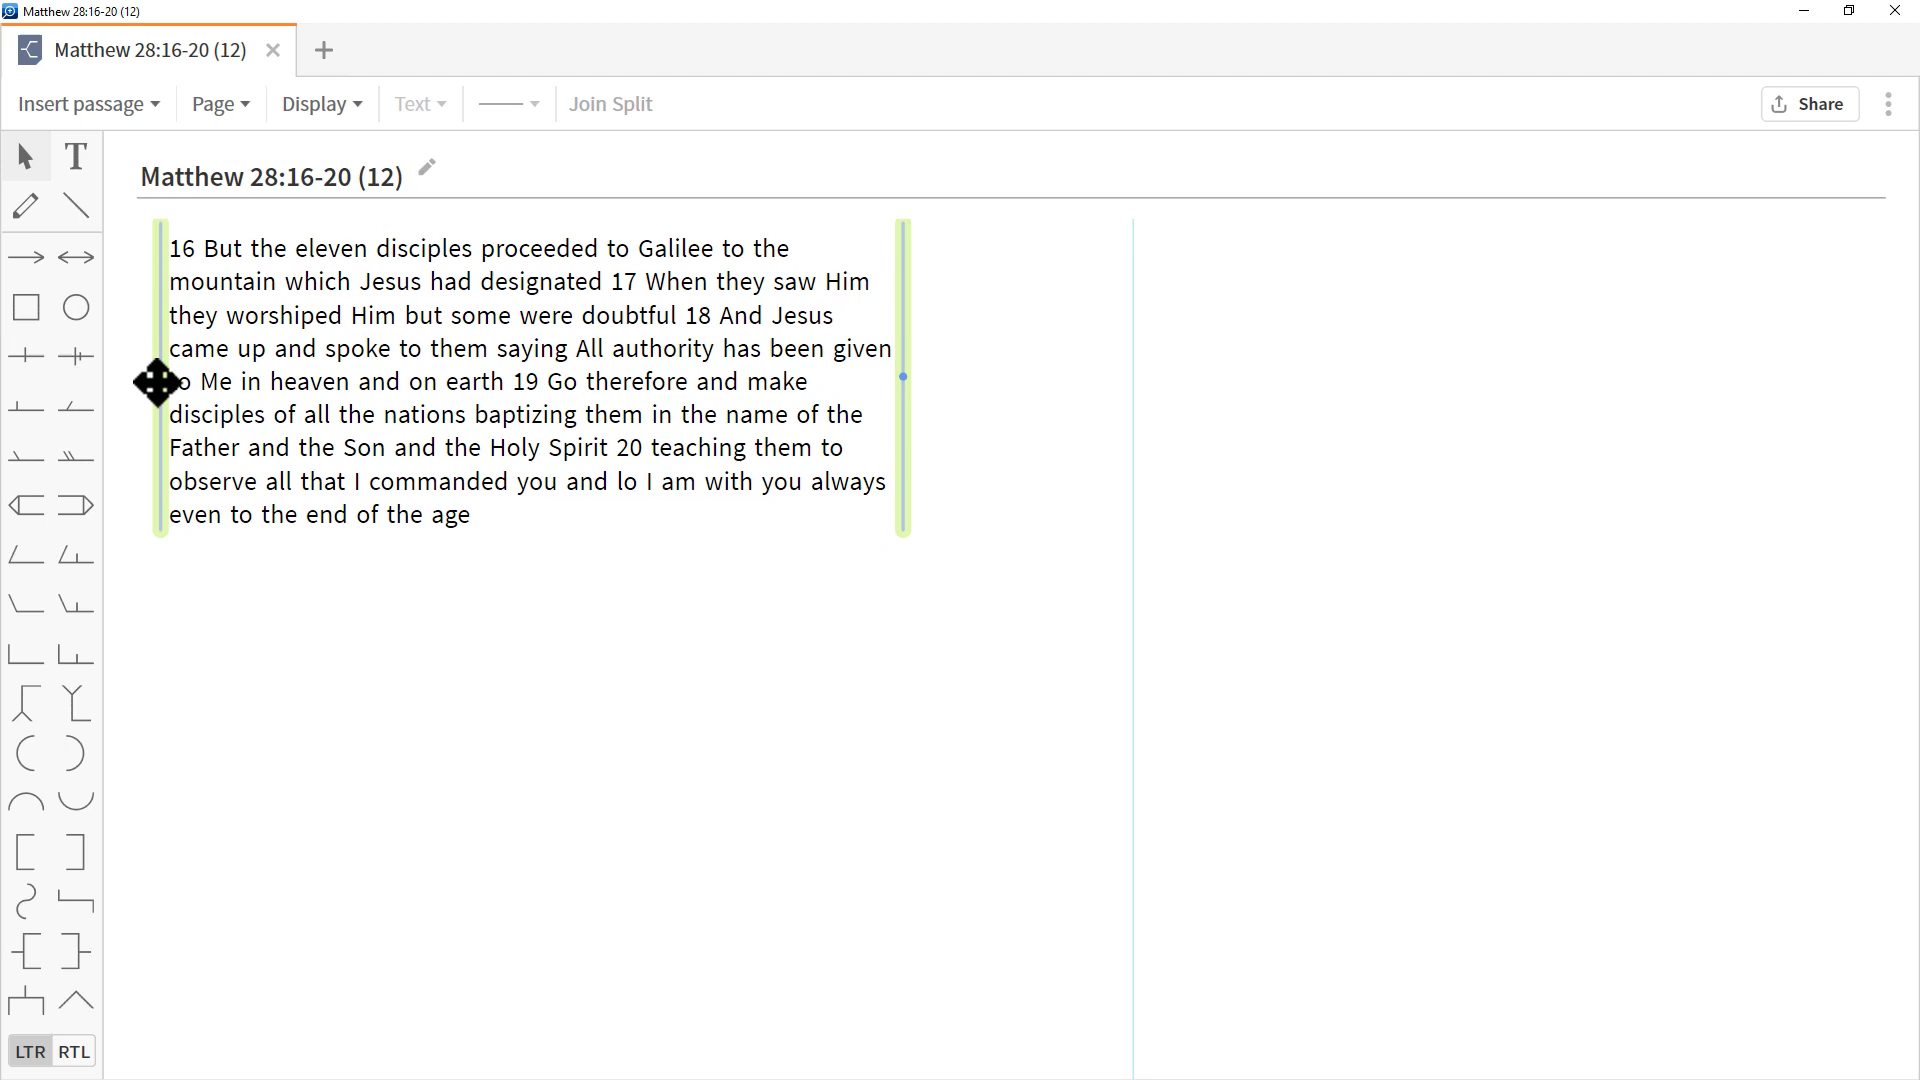 Matthew 28:16-20 (12)
Matthew 28:16-20 (12)
Insert passage Page Display Text Join Split Share
T
Matthew 28:16-20 (12)
16 But the eleven disciples proceeded to Galilee to the
mountain which Jesus had designated 17 When they saw Him
they worshiped Him but some were doubtful 18 And Jesus
came up and spoke to them saying All authority has been given
Me in heaven and on earth 19 Go therefore and make
disciples of all the nations baptizing them in the name of the
Father and the Son and the Holy Spirit 20 teaching them to
observe all that I commanded you and lo I am with you always
even to the end of the age
LTR RTL